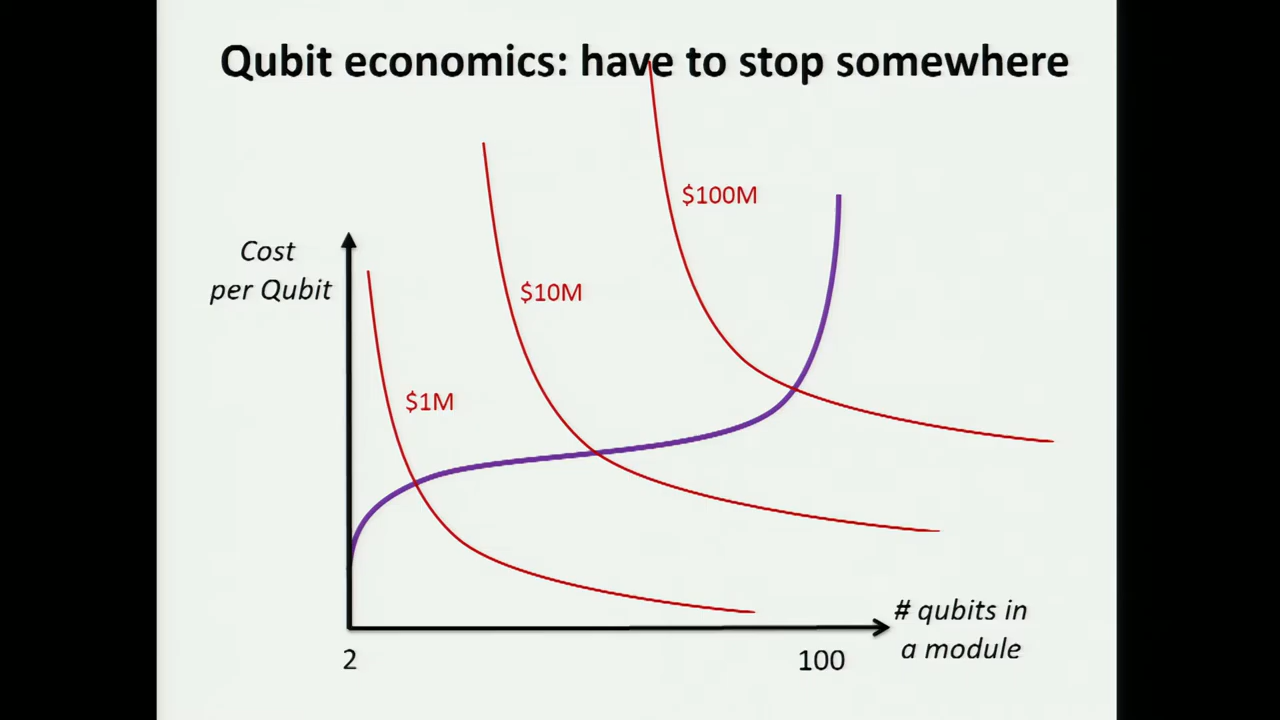 Qubit economics: have to stop somewhere
$100M
Cost
per Qubit
$10M
$1M
# qubits in
a module
2
100